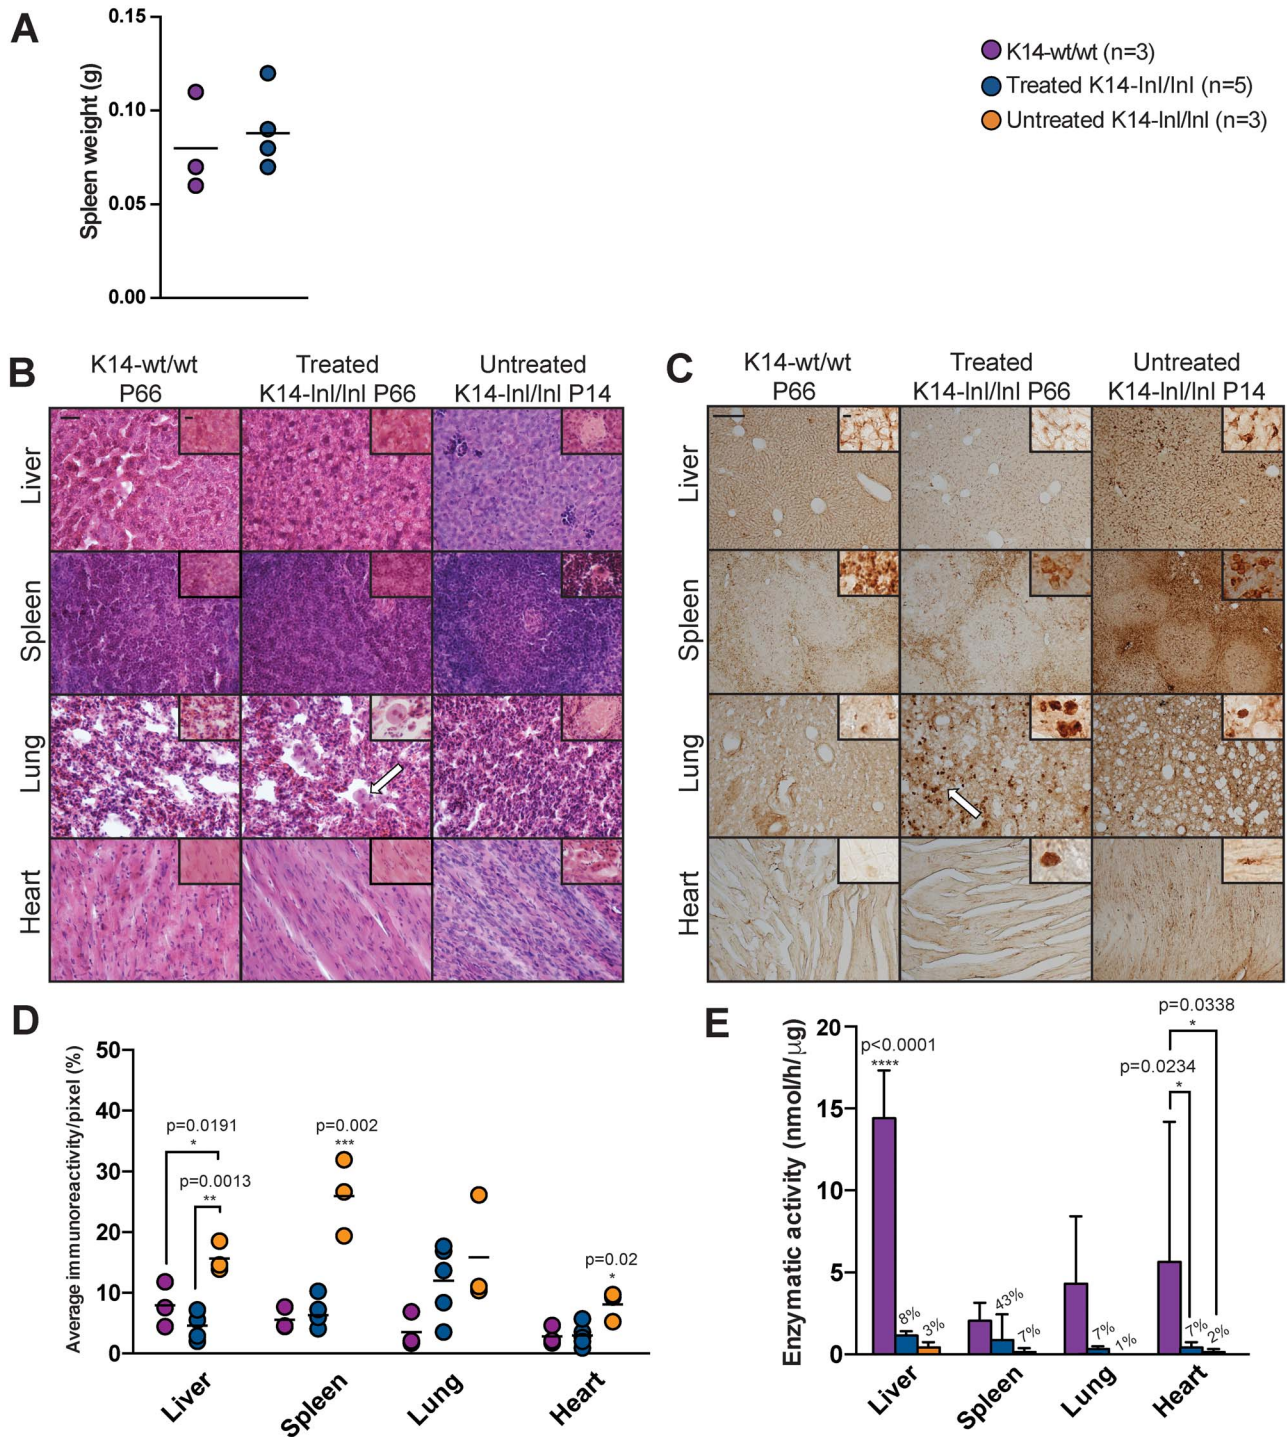 A
Spleen weight (g)
0.15
0.10
0.05
0.00
K14-wt/wt (n=3)
Treated K14-lnl/lnl (n=5)
Untreated K14-lnl/lnl (n=3)
B
K14-wt/wt
P66
Treated
K14-lnl/lnl P66
Untreated
K14-lnl/lnl P14
Liver
Spleen
Lung
Heart
C
K14-wt/wt
P66
Treated
K14-lnl/lnl P66
Untreated
K14-lnl/lnl P14
Liver
Spleen
Lung
Heart
D
Average immunoreactivity/pixel (%)
50
40
30
20
10
0
p=0.0191
*
p=0.0013
**
p=0.002
***
p=0.02
*
Liver
Spleen
Lung
Heart
E
Enzymatic activity (nmol/h/μg)
20
15
10
5
0
p<0.0001
****
8%
3%
43%
7%
7%
1%
p=0.0338
*
p=0.0234
*
7%
2%
Liver
Spleen
Lung
Heart